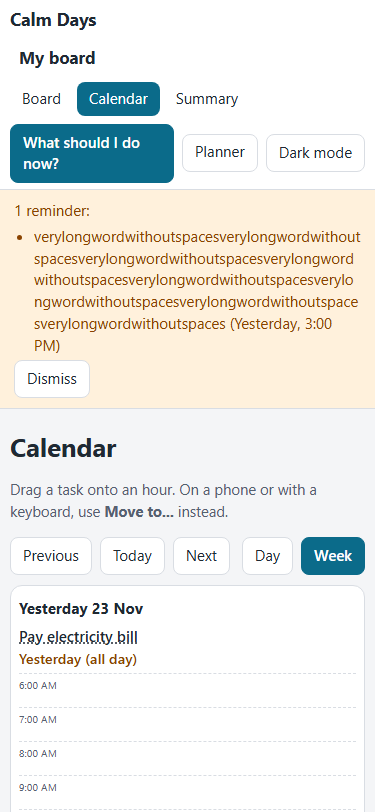 Calm Days
My board
Board Calendar Summary
What should I do
now?
Planner Dark mode
1 reminder:
verylongwordwithoutspacesverylongwordwithout
spacesverylongwordwithoutspacesverylongword
withoutspacesverylongwordwithoutspacesverylo
ngwordwithoutspacesverylongwordwithoutspace
sverylongwordwithoutspaces (Yesterday, 3:00
PM)
Dismiss
Calendar
Drag a task onto an hour. On a phone or with a
keyboard, use Move to... instead.
Previous Today Next Day Week
Yesterday 23 Nov
Pay electricity bill
Yesterday (all day)
6:00 AM
7:00 AM
8:00 AM
9:00 AM